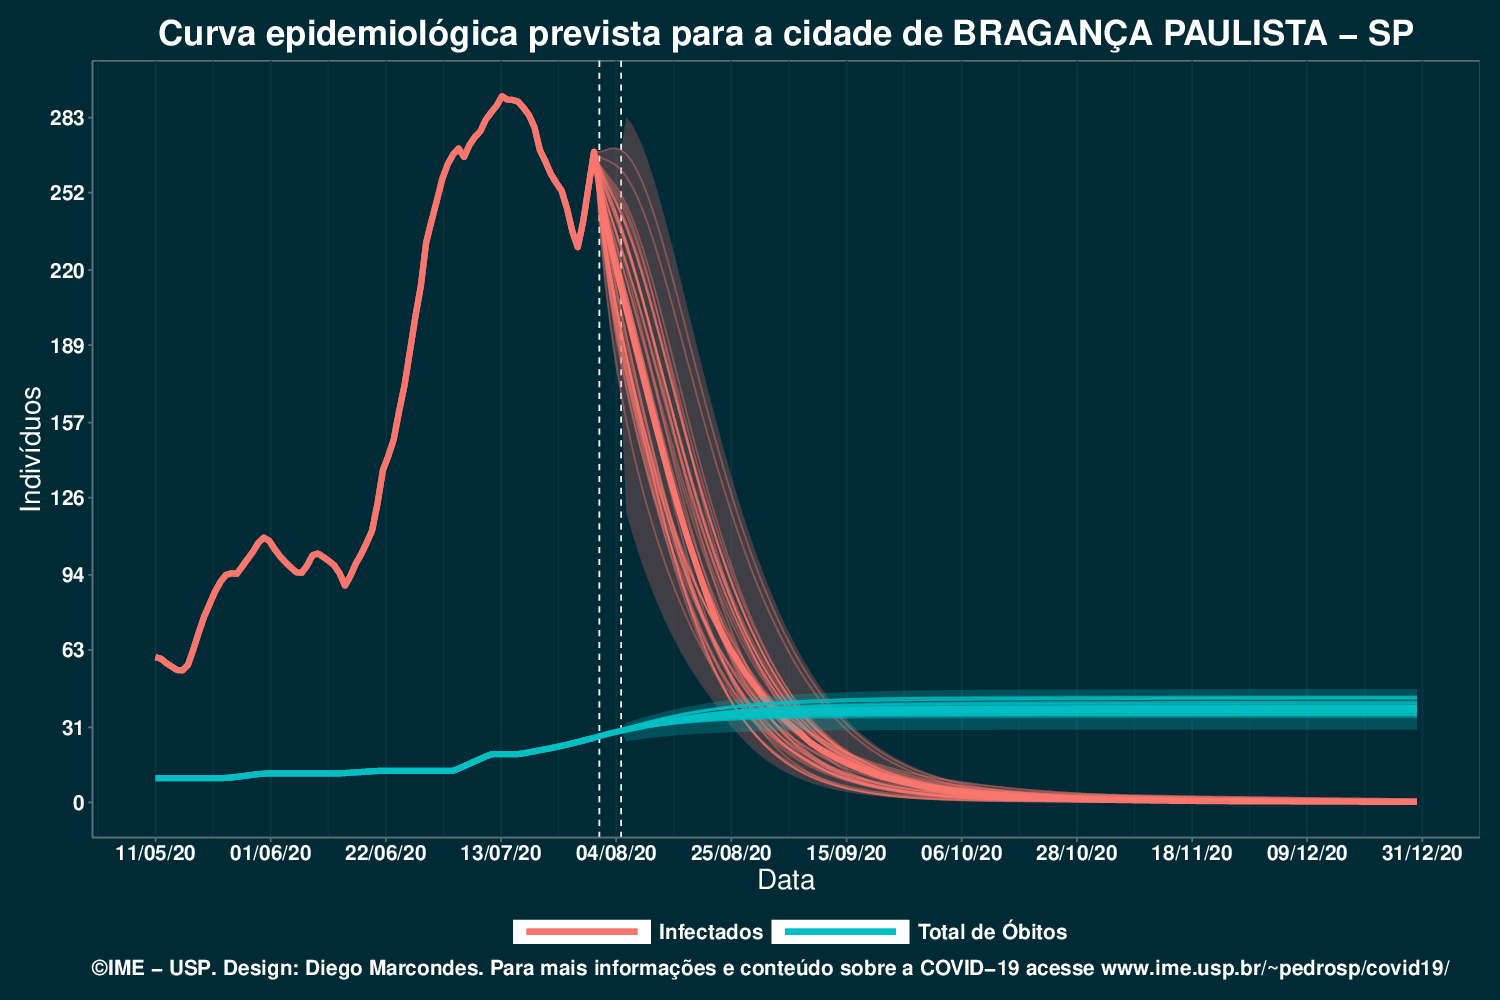 Curva epidemiológica prevista para a cidade de BRAGANÇA PAULISTA – SP
283
252
220
189
157
126
94
63
31
0
Indivíduos
11/05/20 01/06/20 22/06/20 13/07/20 04/08/20 25/08/20 15/09/20 06/10/20 28/10/20 18/11/20 09/12/20 31/12/20
Data
Infectados Total de Óbitos
©IME – USP. Design: Diego Marcondes. Para mais informações e conteúdo sobre a COVID–19 acesse www.ime.usp.br/~pedrosp/covid19/